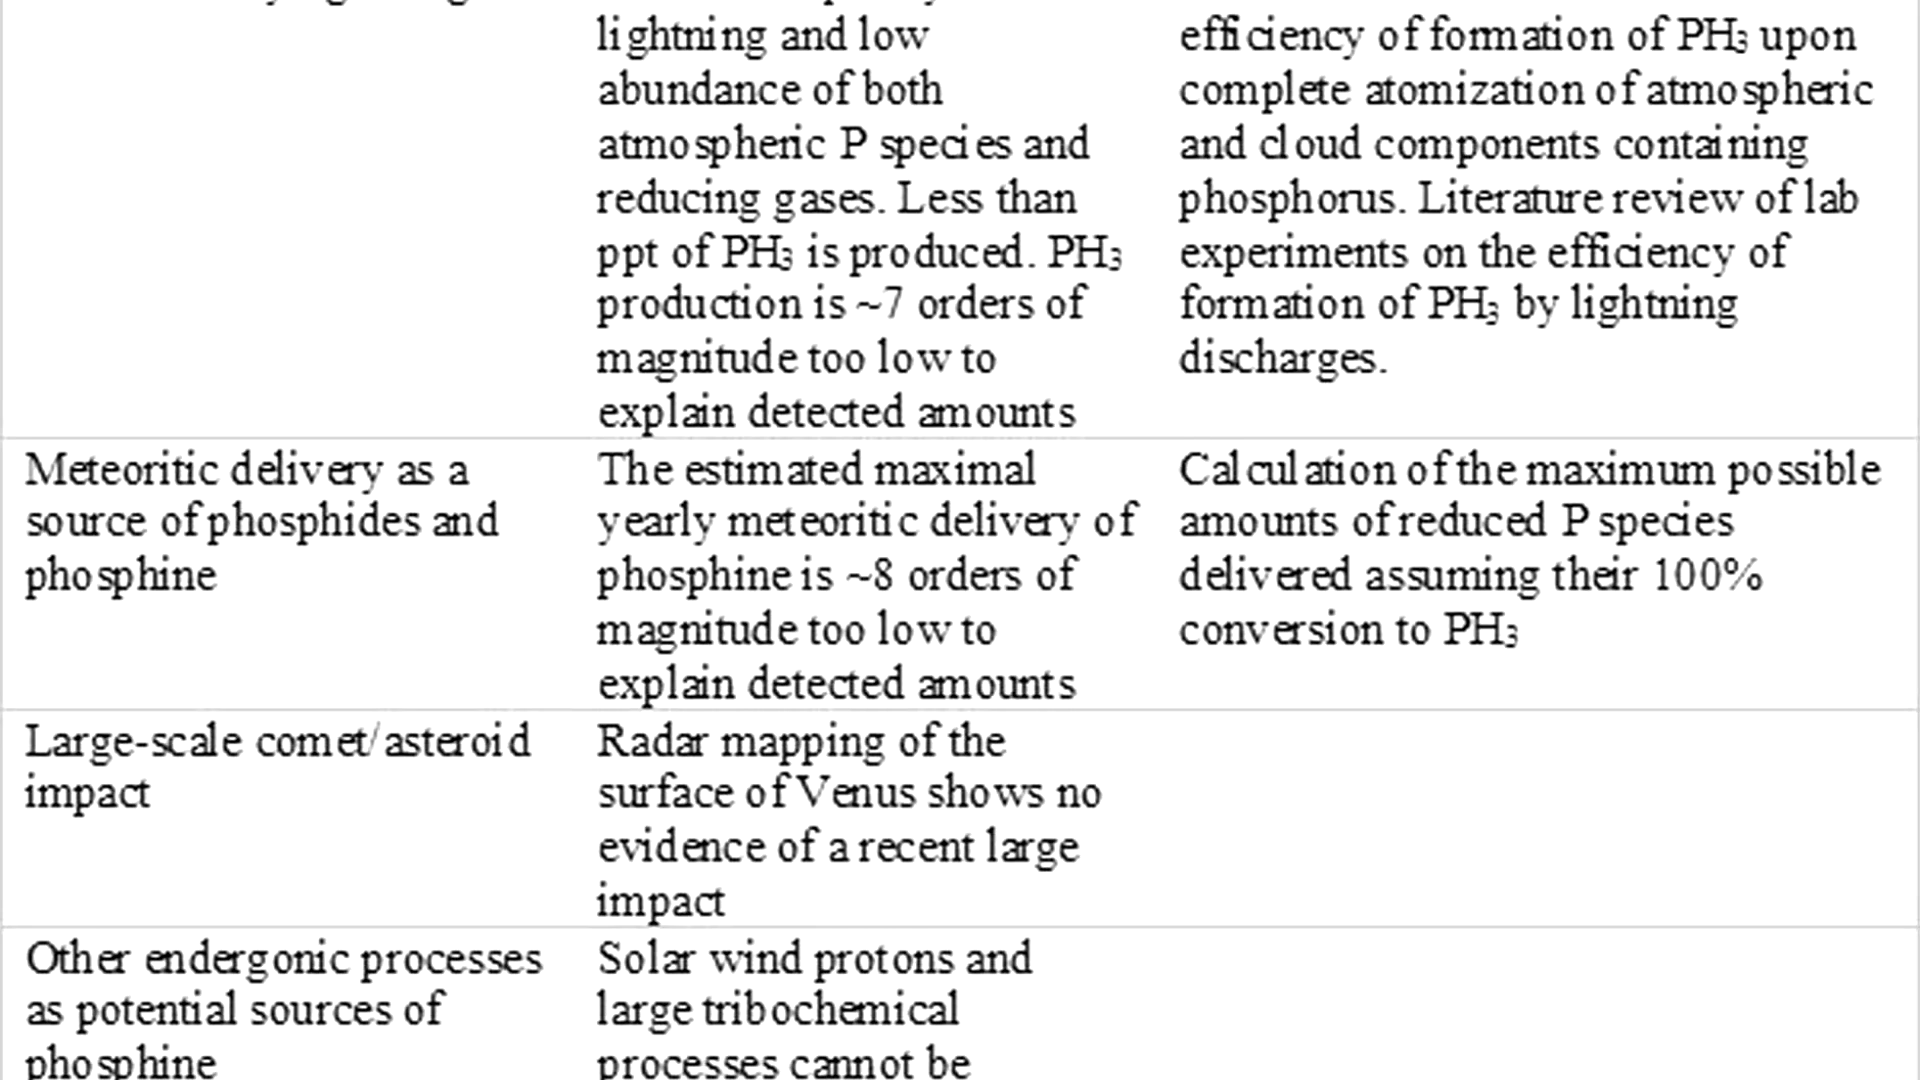 lightning and low
abundance of both
atmospheric P species and
reducing gases. Less than
ppt of PH₃ is produced. PH₃
production is ~7 orders of
magnitude too low to
explain detected amounts
efficiency of formation of PH₃ upon
complete atomization of atmospheric
and cloud components containing
phosphorus. Literature review of lab
experiments on the efficiency of
formation of PH₃ by lightning
discharges.
Meteoritic delivery as a
source of phosphides and
phosphine
The estimated maximal
yearly meteoritic delivery of
phosphine is ~8 orders of
magnitude too low to
explain detected amounts
Calculation of the maximum possible
amounts of reduced P species
delivered assuming their 100%
conversion to PH₃
Large-scale comet/asteroid
impact
Radar mapping of the
surface of Venus shows no
evidence of a recent large
impact
Other endergonic processes
as potential sources of
phosphine
Solar wind protons and
large tribochemical
processes cannot be